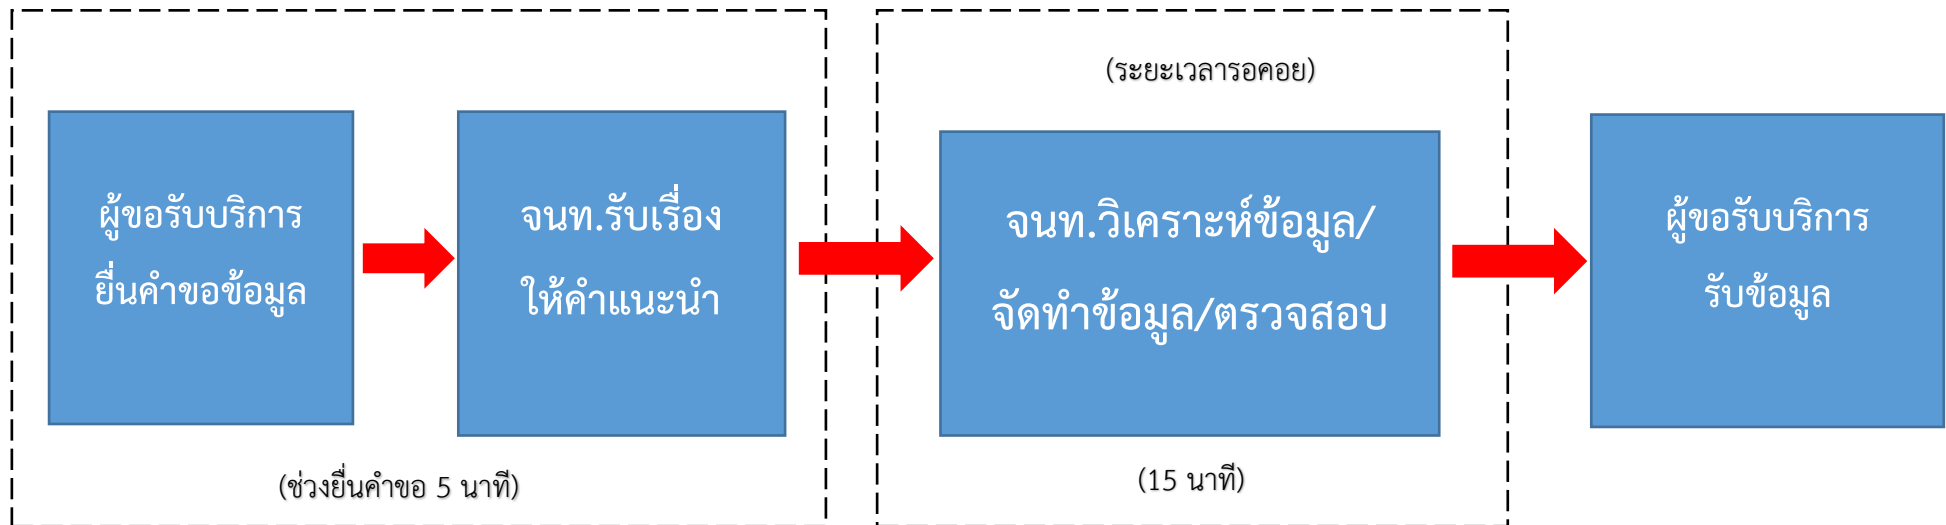 ผู้ขอรับบริการ
ยื่นคำขอข้อมูล
จนท.รับเรื่อง
ให้คำแนะนำ
(ช่วงยื่นคำขอ 5 นาที)
(ระยะเวลารอคอย)
จนท.วิเคราะห์ข้อมูล/
จัดทำข้อมูล/ตรวจสอบ
(15 นาที)
ผู้ขอรับบริการ
รับข้อมูล